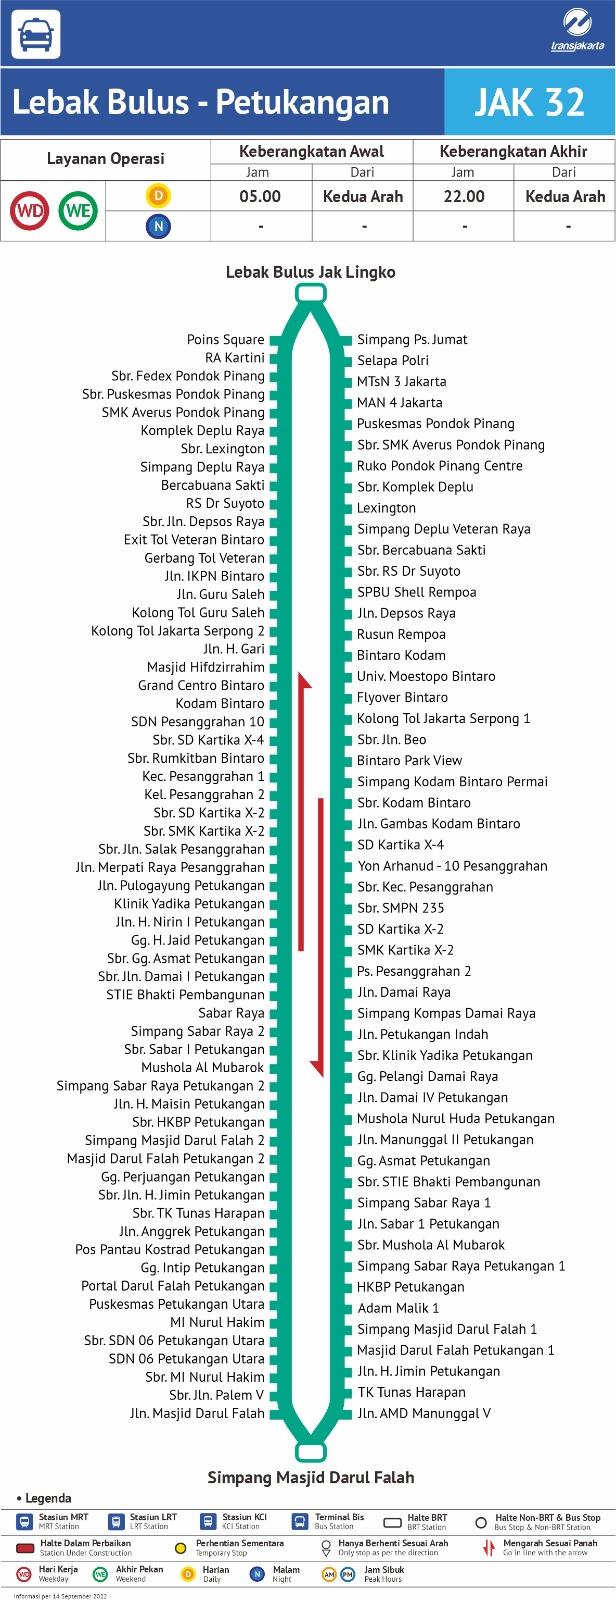 transjakarta
Lebak Bulus - Petukangan
JAK 32
Layanan Operasi
Keberangkatan Awal
Keberangkatan Akhir
Jam
Dari
Jam
Dari
WD
WE
D
05.00
Kedua Arah
22.00
Kedua Arah
N
-
-
-
-
Lebak Bulus Jak Lingko
Poins Square
RA Kartini
Sbr. Fedex Pondok Pinang
Sbr. Puskesmas Pondok Pinang
SMK Averus Pondok Pinang
Komplek Deplu Raya
Sbr. Lexington
Simpang Deplu Raya
Bercabuana Sakti
RS Dr Suyoto
Sbr. Jln. Depsos Raya
Exit Tol Veteran Bintaro
Gerbang Tol Veteran
Jln. IKPN Bintaro
Jln. Guru Saleh
Kolong Tol Guru Saleh
Kolong Tol Jakarta Serpong 2
Jln. H. Gari
Masjid Hifdzirrahim
Grand Centro Bintaro
Kodam Bintaro
SDN Pesanggrahan 10
Sbr. SD Kartika X-4
Sbr. Rumkitban Bintaro
Kec. Pesanggrahan 1
Kel. Pesanggrahan 2
Sbr. SD Kartika X-2
Sbr. SMK Kartika X-2
Sbr. Jln. Salak Pesanggrahan
Jln. Merpati Raya Pesanggrahan
Jln. Pulogayung Petukangan
Klinik Yadika Petukangan
Jln. H. Nirin I Petukangan
Gg. H. Jaid Petukangan
Sbr. Gg. Asmat Petukangan
Sbr. Jln. Damai I Petukangan
STIE Bhakti Pembangunan
Sabar Raya
Simpang Sabar Raya 2
Sbr. Sabar I Petukangan
Mushola Al Mubarok
Simpang Sabar Raya Petukangan 2
Jln. H. Maisin Petukangan
Sbr. HKBP Petukangan
Simpang Masjid Darul Falah 2
Masjid Darul Falah Petukangan 2
Gg. Perjuangan Petukangan
Sbr. Jln. H. Jimin Petukangan
Sbr. TK Tunas Harapan
Jln. Anggrek Petukangan
Pos Pantau Kostrad Petukangan
Gg. Intip Petukangan
Portal Darul Falah Petukangan
Puskesmas Petukangan Utara
MI Nurul Hakim
Sbr. SDN 06 Petukangan Utara
SDN 06 Petukangan Utara
Sbr. MI Nurul Hakim
Sbr. Jln. Palem V
Jln. Masjid Darul Falah
Simpang Ps. Jumat
Selapa Polri
MTsN 3 Jakarta
MAN 4 Jakarta
Puskesmas Pondok Pinang
Sbr. SMK Averus Pondok Pinang
Ruko Pondok Pinang Centre
Sbr. Komplek Deplu
Lexington
Simpang Deplu Veteran Raya
Sbr. Bercabuana Sakti
Sbr. RS Dr Suyoto
SPBU Shell Rempoa
Jln. Depsos Raya
Rusun Rempoa
Bintaro Kodam
Univ. Moestopo Bintaro
Flyover Bintaro
Kolong Tol Jakarta Serpong 1
Sbr. Jln. Beo
Bintaro Park View
Simpang Kodam Bintaro Permai
Sbr. Kodam Bintaro
Jln. Gambas Kodam Bintaro
SD Kartika X-4
Yon Arhanud - 10 Pesanggrahan
Sbr. Kec. Pesanggrahan
Sbr. SMPN 235
SD Kartika X-2
SMK Kartika X-2
Ps. Pesanggrahan 2
Jln. Damai Raya
Simpang Kompas Damai Raya
Jln. Petukangan Indah
Sbr. Klinik Yadika Petukangan
Gg. Pelangi Damai Raya
Jln. Damai IV Petukangan
Mushola Nurul Huda Petukangan
Jln. Manunggal II Petukangan
Gg. Asmat Petukangan
Sbr. STIE Bhakti Pembangunan
Simpang Sabar Raya 1
Jln. Sabar 1 Petukangan
Sbr. Mushola Al Mubarok
Simpang Sabar Raya Petukangan 1
HKBP Petukangan
Adam Malik 1
Simpang Masjid Darul Falah 1
Masjid Darul Falah Petukangan 1
Jln. H. Jimin Petukangan
TK Tunas Harapan
Jln. AMD Manunggal V
Simpang Masjid Darul Falah
• Legenda
Stasiun MRT
MRT Station
Stasiun LRT
LRT Station
Stasiun KCI
KCI Station
Terminal Bis
Bus Station
Halte BRT
BRT Station
Halte Non-BRT & Bus Stop
Bus Stop & Non-BRT Station
Halte Dalam Perbaikan
Station Under Construction
Perhentian Sementara
Temporary Stop
Hanya Berhenti Sesuai Arah
Only stop as per the direction
Mengarah Sesuai Panah
Go in line with the arrow
WD
Hari Kerja
Weekday
WE
Akhir Pekan
Weekend
D
Harian
Daily
N
Malam
Night
AM
PM
Jam Sibuk
Peak Hours
Informasi per 14 September 2022